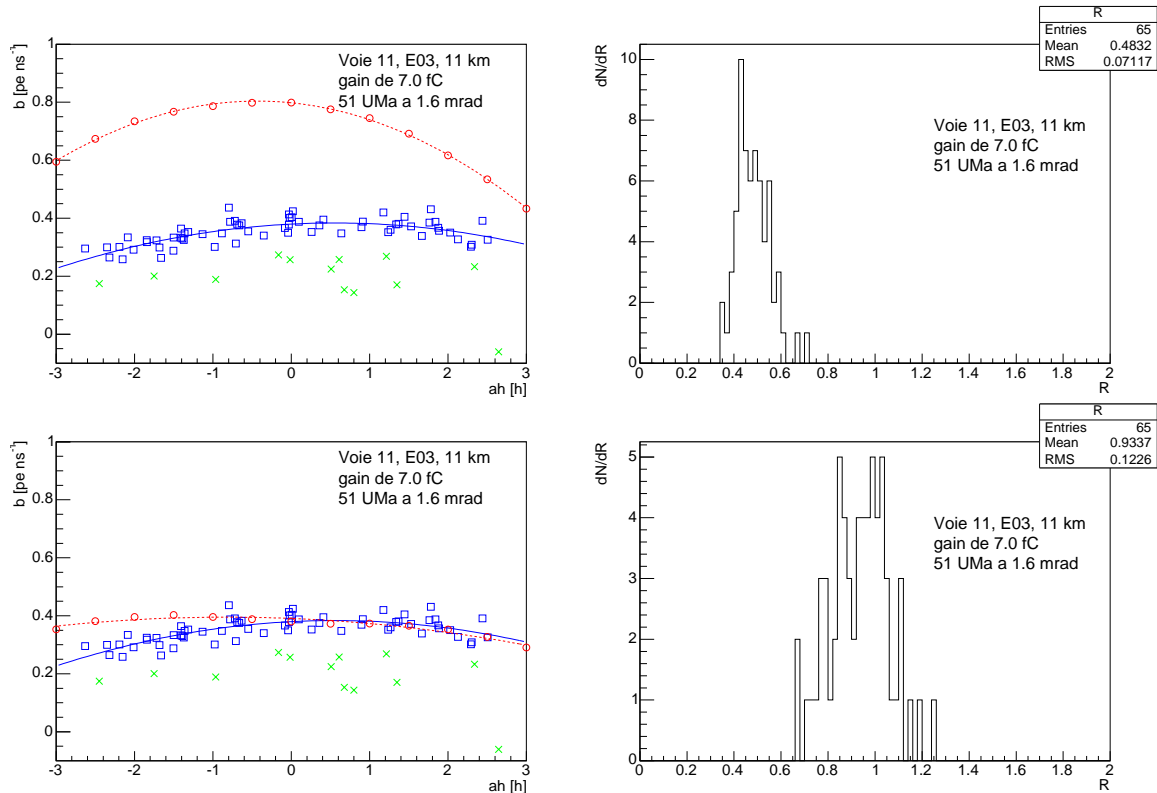 b [pe ns-1]
1
0.8
0.6
0.4
0.2
0
Voie 11, E03, 11 km
gain de 7.0 fC
51 UMa a 1.6 mrad
-3 -2 -1 0 1 2 3
ah [h]
R
Entries 65
Mean 0.4832
RMS 0.07117
dN/dR
10
8
6
4
2
0
Voie 11, E03, 11 km
gain de 7.0 fC
51 UMa a 1.6 mrad
0 0.2 0.4 0.6 0.8 1 1.2 1.4 1.6 1.8 2
R
b [pe ns-1]
1
0.8
0.6
0.4
0.2
0
Voie 11, E03, 11 km
gain de 7.0 fC
51 UMa a 1.6 mrad
-3 -2 -1 0 1 2 3
ah [h]
R
Entries 65
Mean 0.9337
RMS 0.1226
dN/dR
5
4
3
2
1
0
Voie 11, E03, 11 km
gain de 7.0 fC
51 UMa a 1.6 mrad
0 0.2 0.4 0.6 0.8 1 1.2 1.4 1.6 1.8 2
R